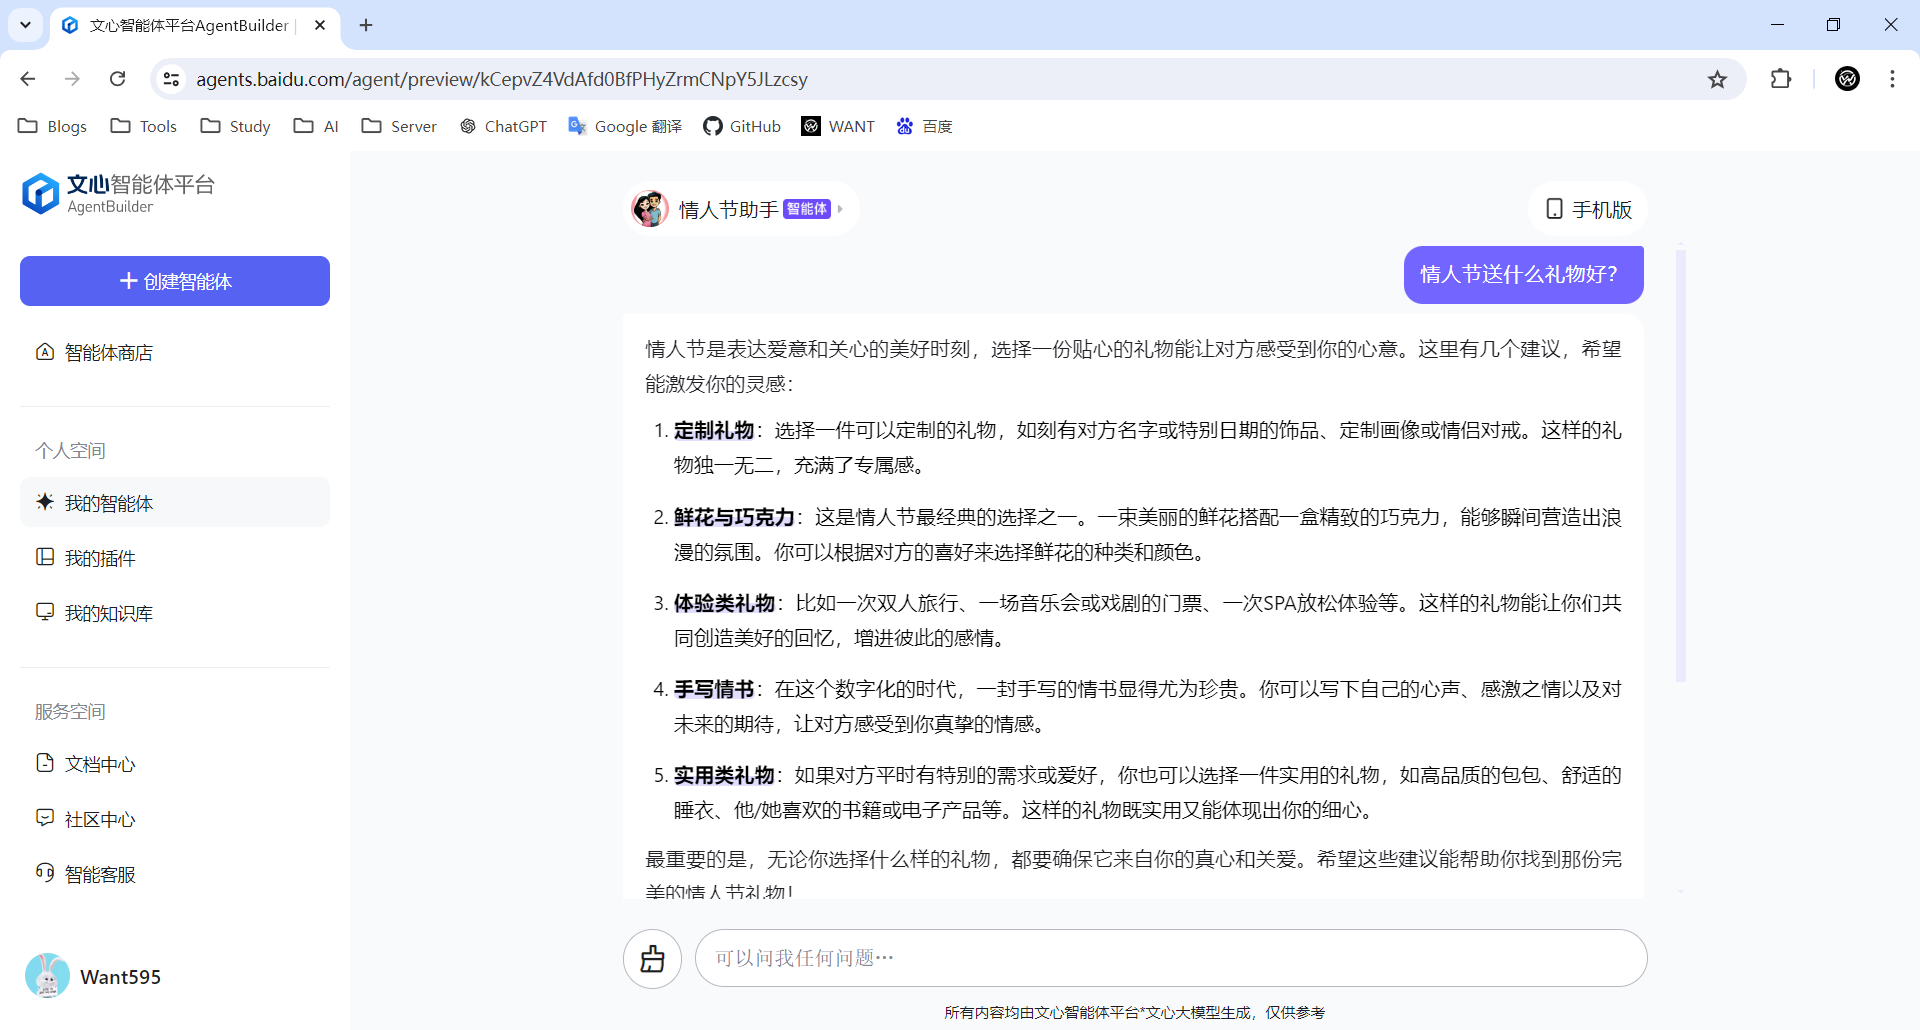 文心智能体平台AgentBuilder
agents.baidu.com/agent/preview/kCepvZ4VdAfd0BfPHyZrmCNpY5JLzcsy
Blogs Tools Study AI Server ChatGPT Google 翻译 GitHub WANT 百度
文心智能体平台
AgentBuilder
创建智能体
智能体商店
个人空间
我的智能体
我的插件
我的知识库
服务空间
文档中心
社区中心
智能客服
Want595
情人节助手 智能体
手机版
情人节送什么礼物好？
情人节是表达爱意和关心的美好时刻，选择一份贴心的礼物能让对方感受到你的心意。这里有几个建议，希望
能激发你的灵感：
1. 定制礼物：选择一件可以定制的礼物，如刻有对方名字或特别日期的饰品、定制画像或情侣对戒。这样的礼
物独一无二，充满了专属感。
2. 鲜花与巧克力：这是情人节最经典的选择之一。一束美丽的鲜花搭配一盒精致的巧克力，能够瞬间营造出浪
漫的氛围。你可以根据对方的喜好来选择鲜花的种类和颜色。
3. 体验类礼物：比如一次双人旅行、一场音乐会或戏剧的门票、一次SPA放松体验等。这样的礼物能让你们共
同创造美好的回忆，增进彼此的感情。
4. 手写情书：在这个数字化的时代，一封手写的情书显得尤为珍贵。你可以写下自己的心声、感激之情以及对
未来的期待，让对方感受到你真挚的情感。
5. 实用类礼物：如果对方平时有特别的需求或爱好，你也可以选择一件实用的礼物，如高品质的包包、舒适的
睡衣、他/她喜欢的书籍或电子产品等。这样的礼物既实用又能体现出你的细心。
最重要的是，无论你选择什么样的礼物，都要确保它来自你的真心和关爱。希望这些建议能帮助你找到那份完
美的情人节礼物！
可以问我任何问题…
所有内容均由文心智能体平台*文心大模型生成，仅供参考